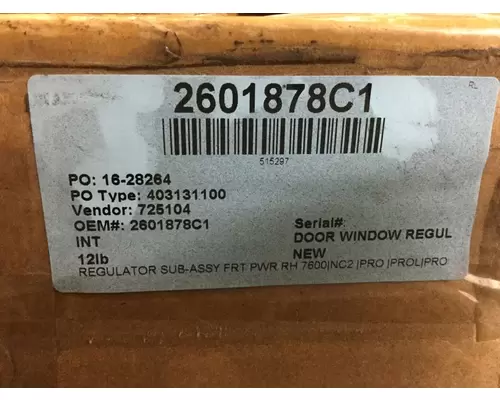 2601878C1
515297
PO: 16-28264
PO Type: 403131100
Vendor: 725104
OEM#: 2601878C1 Serial#:
INT DOOR WINDOW REGUL
12lb NEW
REGULATOR SUB-ASSY FRT PWR RH 7600|NC2 |PRO |PROL|PRO